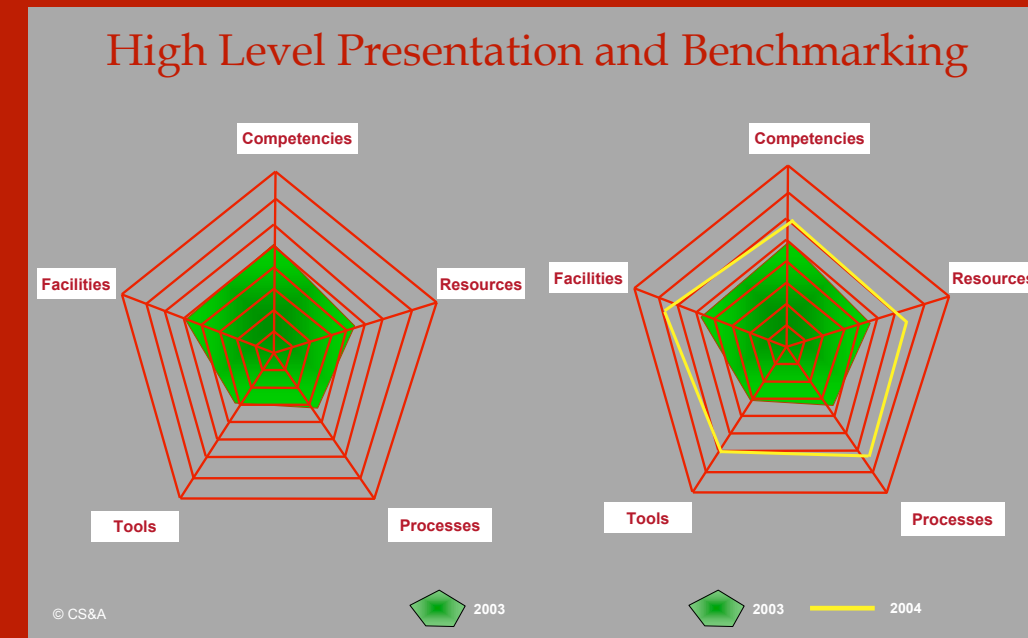 High Level Presentation and Benchmarking
Competencies
Facilities
Resources
Tools
Processes
2003
Competencies
Facilities
Resources
Tools
Processes
2003
2004
© CS&A